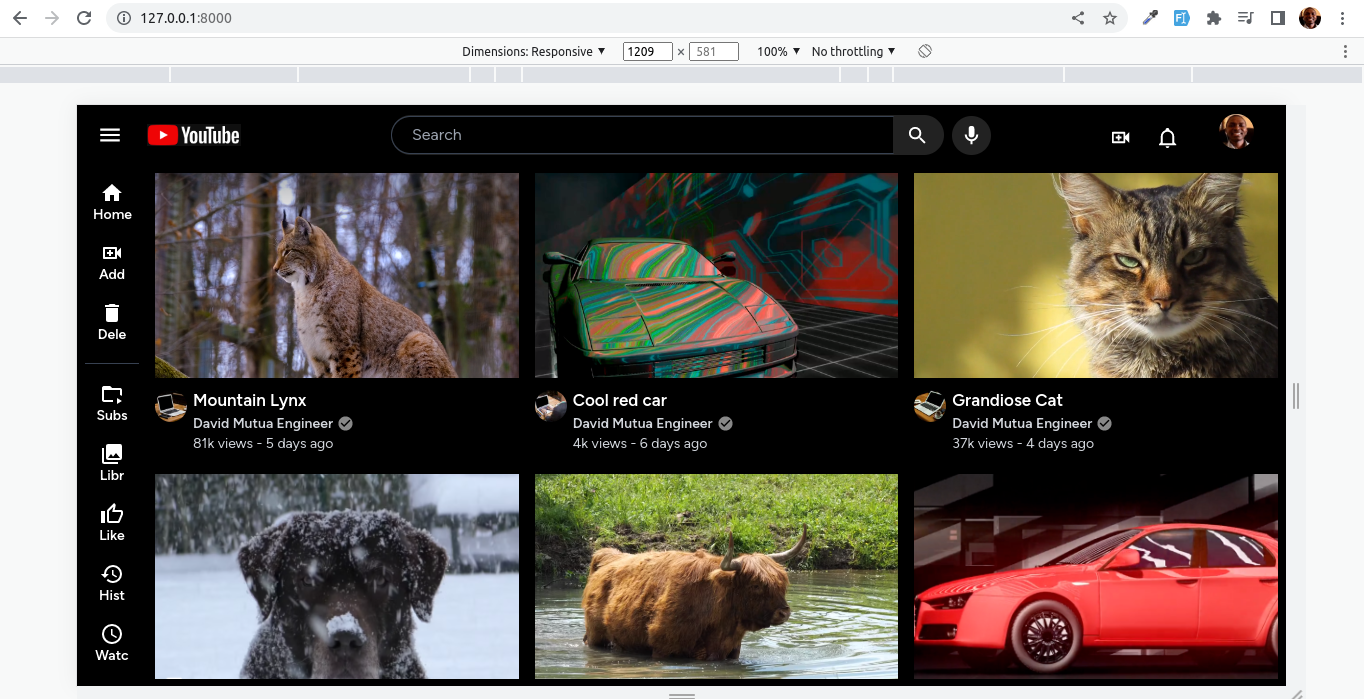 127.0.0.1:8000
Dimensions: Responsive ▼ 1209 × 581 100% ▼ No throttling ▼
YouTube Search
Home
Add
Dele
Subs
Libr
Like
Hist
Watc
Mountain Lynx
David Mutua Engineer
81k views - 5 days ago
Cool red car
David Mutua Engineer
4k views - 6 days ago
Grandiose Cat
David Mutua Engineer
37k views - 4 days ago